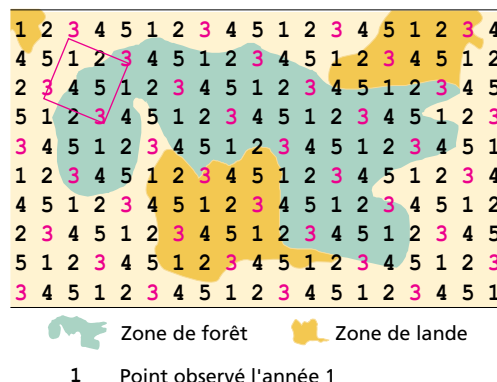 1 2 3 4 5 1 2 3 4 5 1 2 3 4 5 1 2 3 4
4 5 1 2 3 4 5 1 2 3 4 5 1 2 3 4 5 1 2
2 3 4 5 1 2 3 4 5 1 2 3 4 5 1 2 3 4 5
5 1 2 3 4 5 1 2 3 4 5 1 2 3 4 5 1 2 3
3 4 5 1 2 3 4 5 1 2 3 4 5 1 2 3 4 5 1
1 2 3 4 5 1 2 3 4 5 1 2 3 4 5 1 2 3 4
4 5 1 2 3 4 5 1 2 3 4 5 1 2 3 4 5 1 2
2 3 4 5 1 2 3 4 5 1 2 3 4 5 1 2 3 4 5
5 1 2 3 4 5 1 2 3 4 5 1 2 3 4 5 1 2 3
3 4 5 1 2 3 4 5 1 2 3 4 5 1 2 3 4 5 1
Zone de forêt Zone de lande
1 Point observé l'année 1